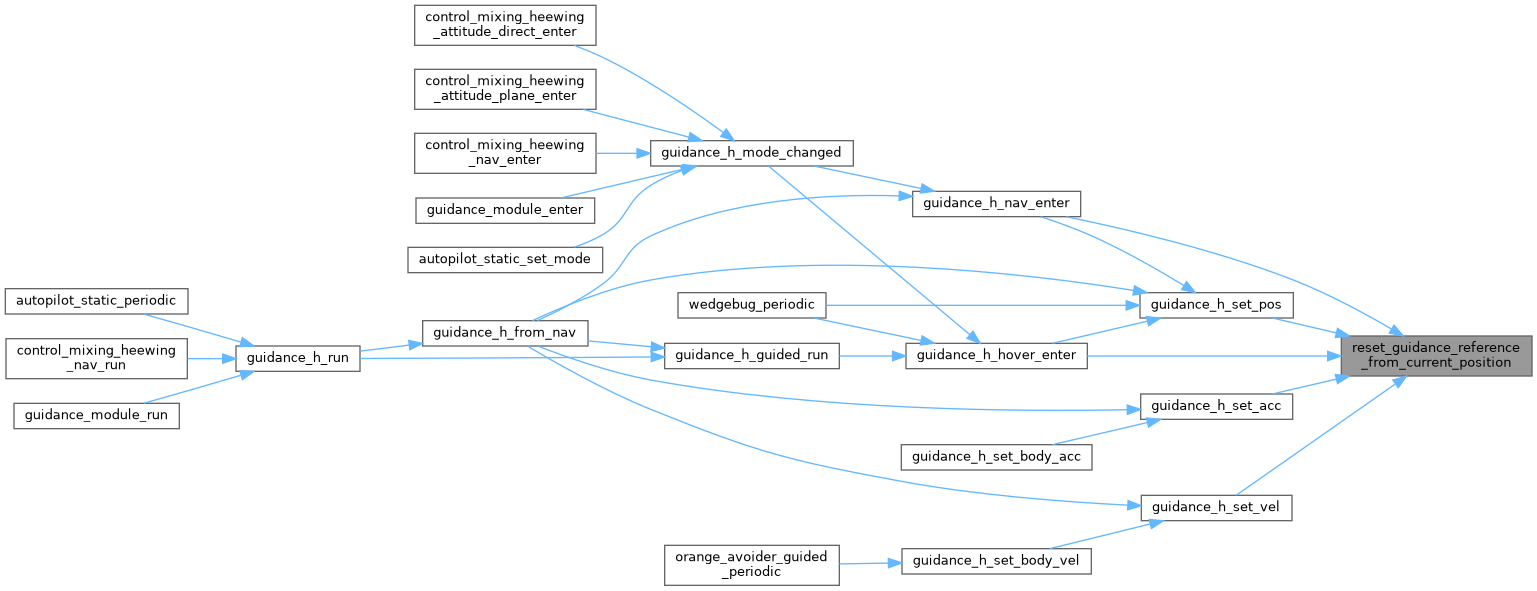 control_mixing_heewing
_attitude_direct_enter
control_mixing_heewing
_attitude_plane_enter
control_mixing_heewing
_nav_enter
guidance_h_mode_changed
guidance_module_enter
guidance_h_nav_enter
autopilot_static_set_mode
autopilot_static_periodic
wedgebug_periodic
guidance_h_set_pos
guidance_h_from_nav
control_mixing_heewing
_nav_run
guidance_h_run
guidance_h_guided_run
guidance_h_hover_enter
reset_guidance_reference
_from_current_position
guidance_module_run
guidance_h_set_acc
guidance_h_set_body_acc
guidance_h_set_vel
orange_avoider_guided
_periodic
guidance_h_set_body_vel